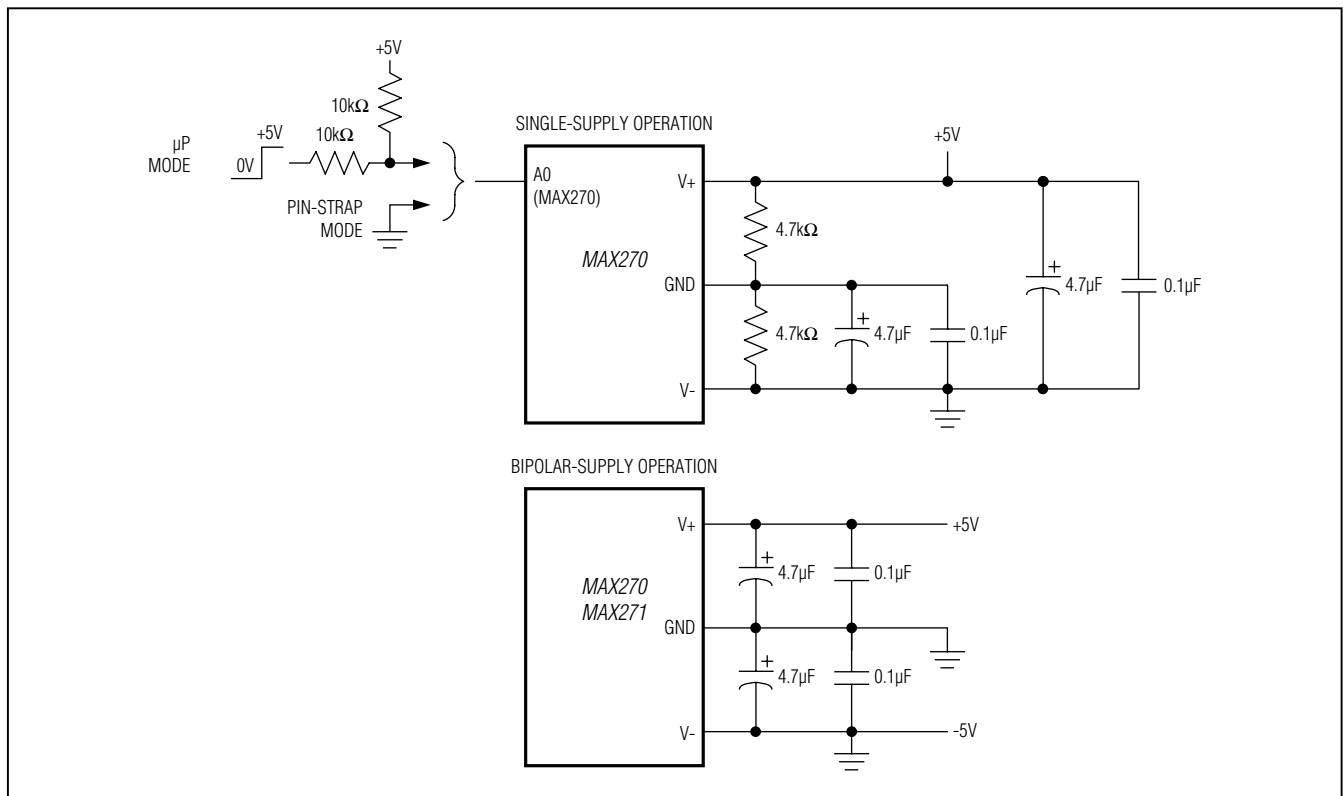 +5V
10kΩ
10kΩ
µP
MODE
0V
+5V
PIN-STRAP
MODE
SINGLE-SUPPLY OPERATION
A0
(MAX270)
MAX270
V+
GND
V-
+5V
4.7kΩ
4.7kΩ
+
4.7µF
0.1µF
+
4.7µF
0.1µF
BIPOLAR-SUPPLY OPERATION
MAX270
MAX271
V+
GND
V-
+
4.7µF
0.1µF
+5V
+
4.7µF
0.1µF
-5V